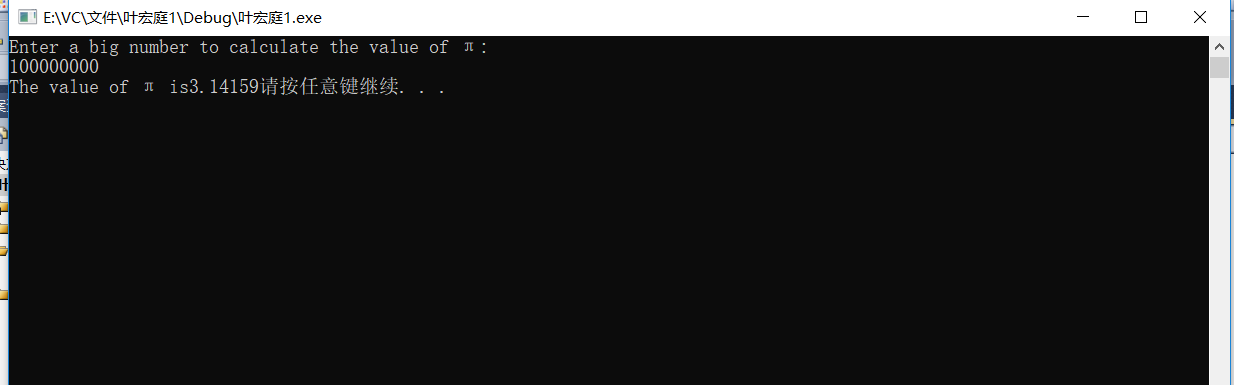 E:\VC\文件\叶宏庭1\Debug\叶宏庭1.exe
Enter a big number to calculate the value of π:
100000000
The value of π is3.14159请按任意键继续. . .